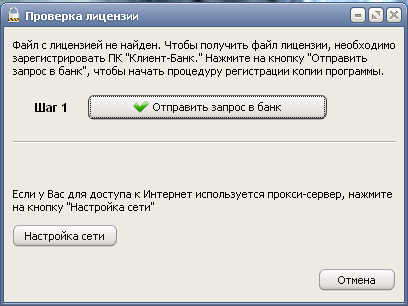 Проверка лицензии
Файл с лицензией не найден. Чтобы получить файл лицензии, необходимо
зарегистрировать ПК "Клиент-Банк." Нажмите на кнопку "Отправить
запрос в банк", чтобы начать процедуру регистрации копии программы.
Шаг 1 Отправить запрос в банк
Если у Вас для доступа к Интернет используется прокси-сервер, нажмите
на кнопку "Настройка сети"
Настройка сети
Отмена